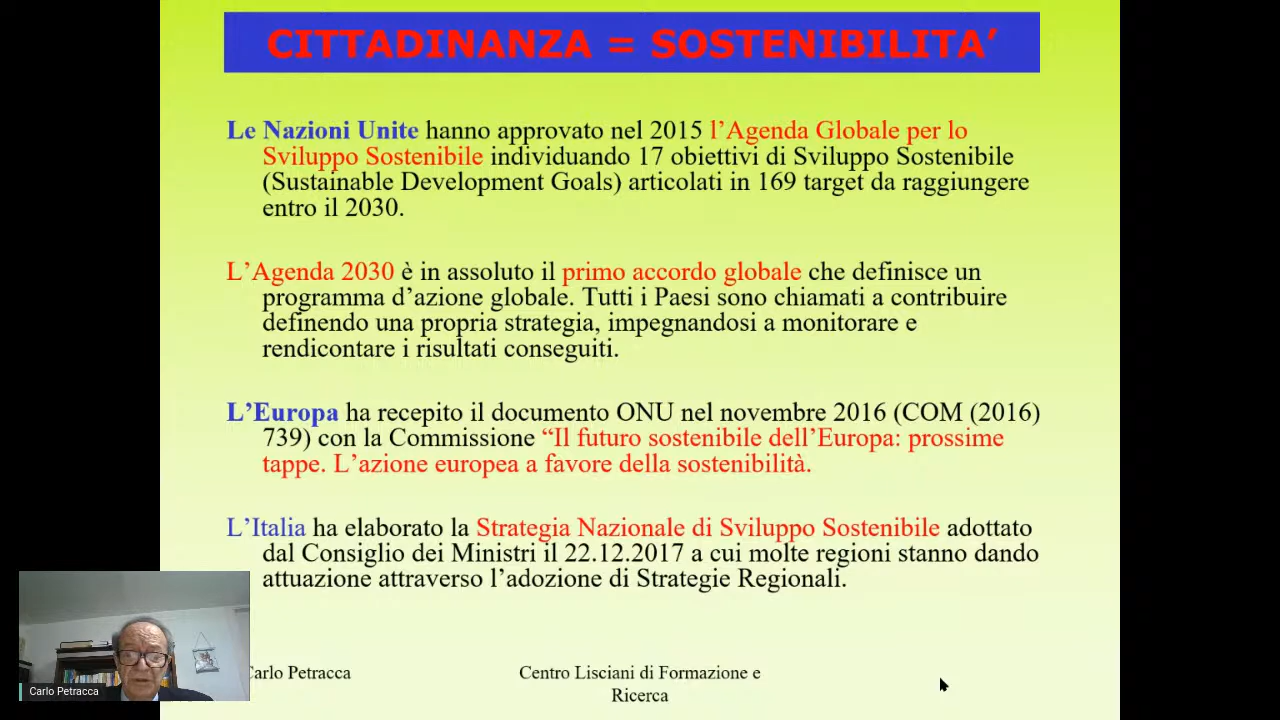 CITTADINANZA = SOSTENIBILITA’
Le Nazioni Unite hanno approvato nel 2015 l’Agenda Globale per lo
Sviluppo Sostenibile individuando 17 obiettivi di Sviluppo Sostenibile
(Sustainable Development Goals) articolati in 169 target da raggiungere
entro il 2030.
L’Agenda 2030 è in assoluto il primo accordo globale che definisce un
programma d’azione globale. Tutti i Paesi sono chiamati a contribuire
definendo una propria strategia, impegnandosi a monitorare e
rendicontare i risultati conseguiti.
L’Europa ha recepito il documento ONU nel novembre 2016 (COM (2016)
739) con la Commissione “Il futuro sostenibile dell’Europa: prossime
tappe. L’azione europea a favore della sostenibilità.
L’Italia ha elaborato la Strategia Nazionale di Sviluppo Sostenibile adottato
dal Consiglio dei Ministri il 22.12.2017 a cui molte regioni stanno dando
attuazione attraverso l’adozione di Strategie Regionali.
Carlo Petracca
Centro Lisciani di Formazione e
Ricerca
Carlo Petracca